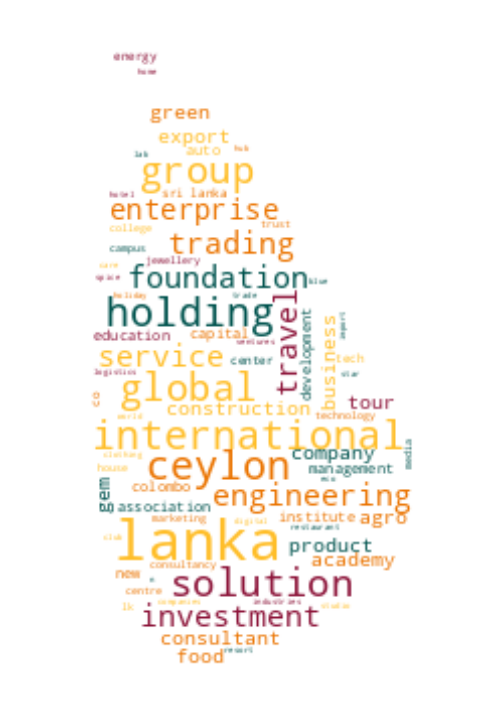 energy
home
green
export
lab auto hub
group
hotel sri lanka
enterprise
college trust
trading
campus
care jewellery
space foundation blue
holiday trade
holding travel
education capital ventures development business import
service center tech
logistics star
global tour
co construction
world technology
international
clothing ceylon company media
house management
gem colombo eco
engineering
association
marketing digital institute agro
restaurant
club lanka product
consultancy academy
new
solution
centre
lk companies industries
investment
consultant
food resort